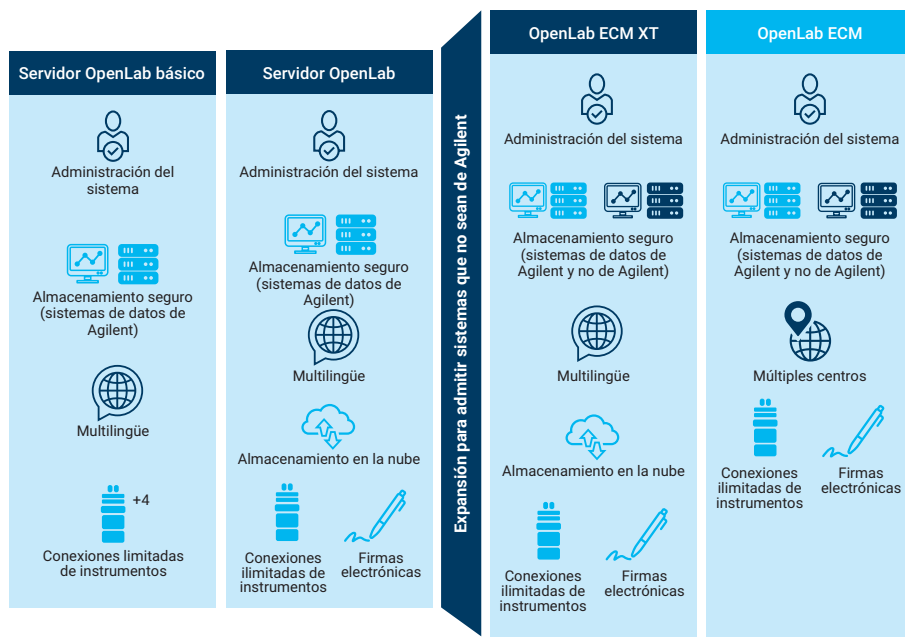 Servidor OpenLab básico
Administración del
sistema
Almacenamiento seguro
(sistemas de datos de
Agilent)
Multilingüe
+4
Conexiones limitadas
de instrumentos
Servidor OpenLab
Administración del sistema
Almacenamiento seguro
(sistemas de datos de
Agilent)
Multilingüe
Almacenamiento en la nube
Conexiones
ilimitadas de
instrumentos
Firmas
electrónicas
Expansión para admitir sistemas que no sean de Agilent
OpenLab ECM XT
Administración del sistema
Almacenamiento seguro
(sistemas de datos de
Agilent y no de Agilent)
Multilingüe
Almacenamiento en la nube
Conexiones
ilimitadas de
instrumentos
Firmas
electrónicas
OpenLab ECM
Administración del sistema
Almacenamiento seguro
(sistemas de datos de
Agilent y no de Agilent)
Múltiples centros
Conexiones
ilimitadas de
instrumentos
Firmas
electrónicas